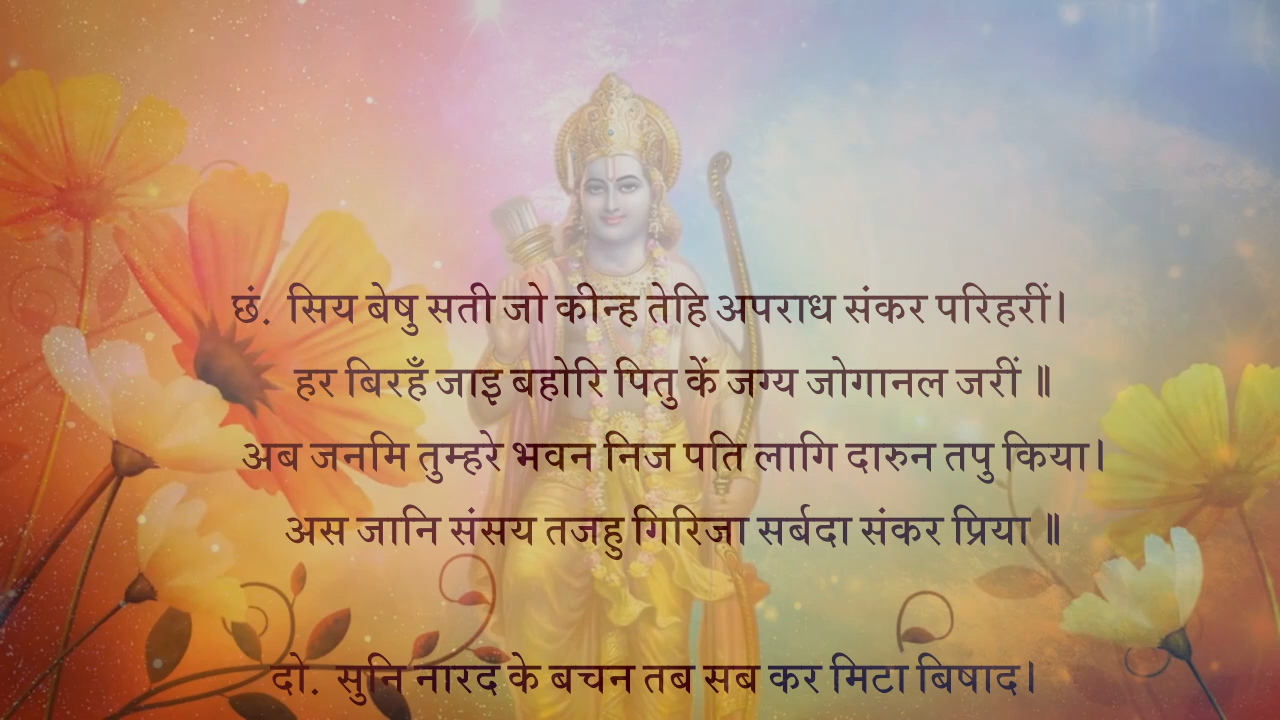 छं. सिय बेषु सती जो कीन्ह तेहि अपराध संकर परिहरीं।
हर बिरहँ जाइ बहोरि पितु कें जग्य जोगानल जरीं ॥
अब जनमि तुम्हरे भवन निज पति लागि दारुन तपु किया।
अस जानि संसय तजहु गिरिजा सर्बदा संकर प्रिया ॥
दो. सुनि नारद के बचन तब सब कर मिटा बिषाद।